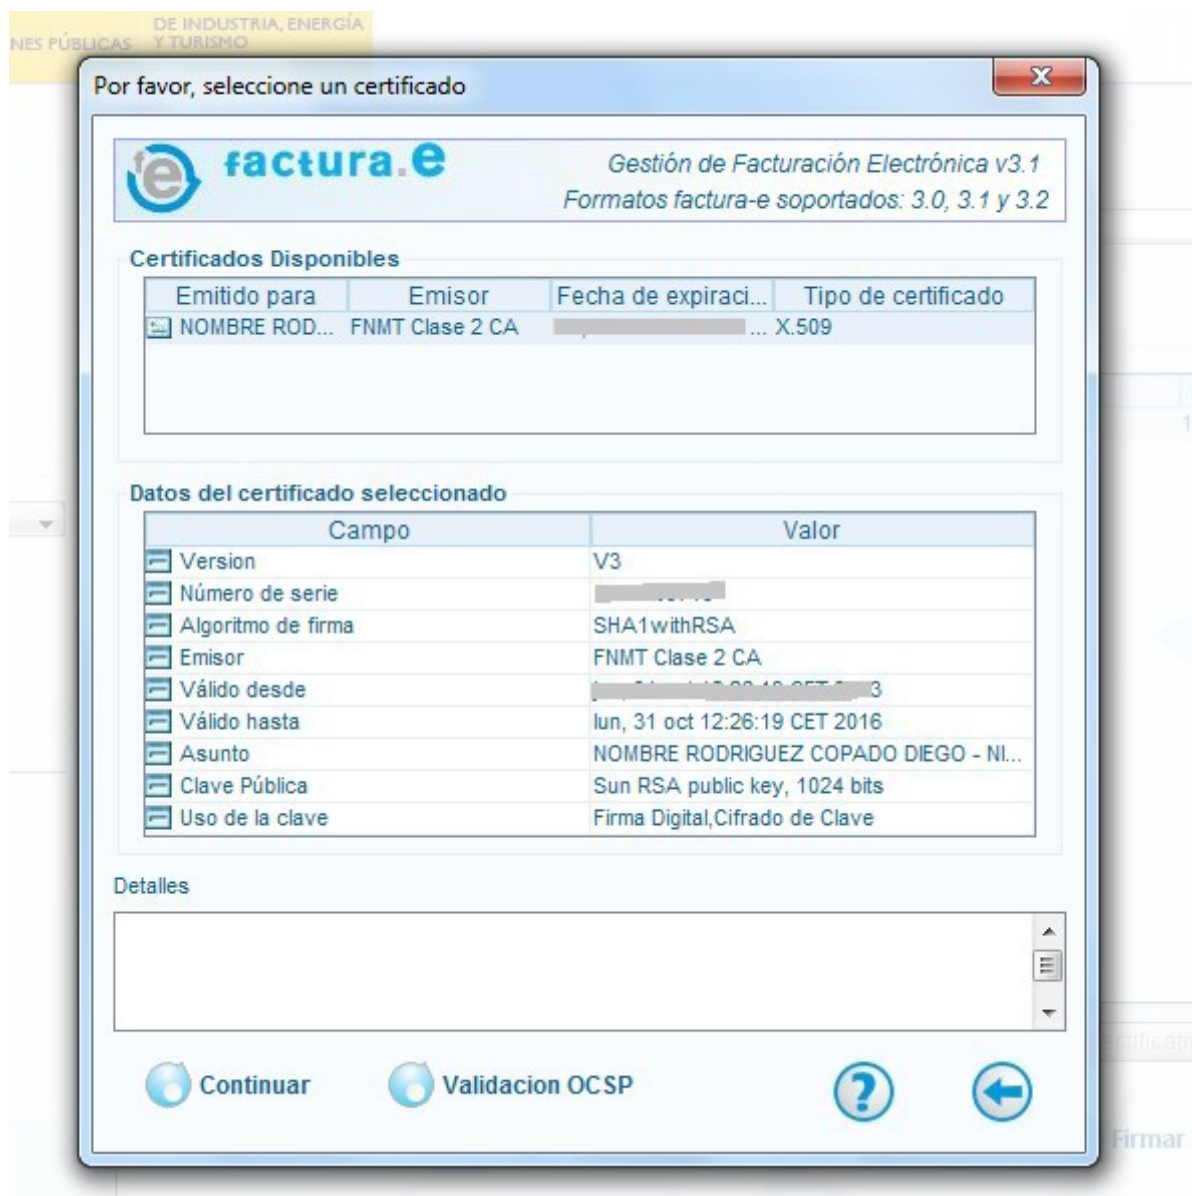 DE INDUSTRIA, ENERGÍA
NES PÚBLICAS Y TURISMO
Por favor, seleccione un certificado
factura.e
Gestión de Facturación Electrónica v3.1
Formatos factura-e soportados: 3.0, 3.1 y 3.2
Certificados Disponibles
Emitido para Emisor Fecha de expiraci... Tipo de certificado
NOMBRE ROD... FNMT Clase 2 CA ... X.509
Datos del certificado seleccionado
Campo Valor
Version V3
Número de serie
Algoritmo de firma SHA1withRSA
Emisor FNMT Clase 2 CA
Válido desde
Válido hasta lun, 31 oct 12:26:19 CET 2016
Asunto NOMBRE RODRIGUEZ COPADO DIEGO - NI...
Clave Pública Sun RSA public key, 1024 bits
Uso de la clave Firma Digital,Cifrado de Clave
Detalles
Continuar Validacion OCSP
Firmar